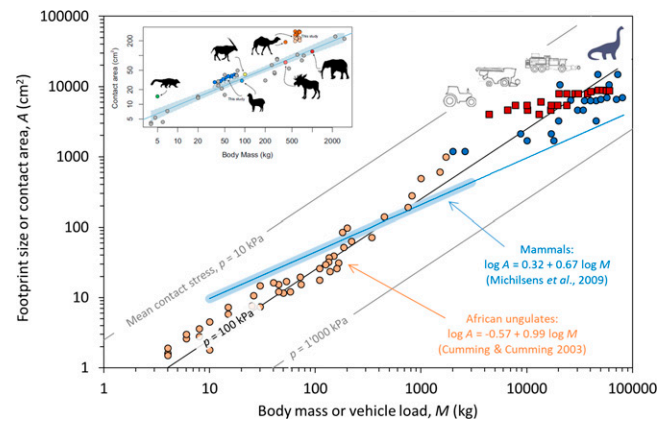 Footprint size or contact area, A (cm²)
100000
10000
1000
100
10
1
1
10
100
1000
10000
100000
Body mass or vehicle load, M (kg)
Contact area (cm²)
200
100
50
20
10
5
5
10
50
100
500
2000
Body Mass (kg)
This study
This study
Mean contact stress, p = 10 kPa
p = 100 kPa
p = 1'000 kPa
Mammals:
log A = 0.32 + 0.67 log M
(Michilsens et al., 2009)
African ungulates:
log A = -0.57 + 0.99 log M
(Cumming & Cumming 2003)